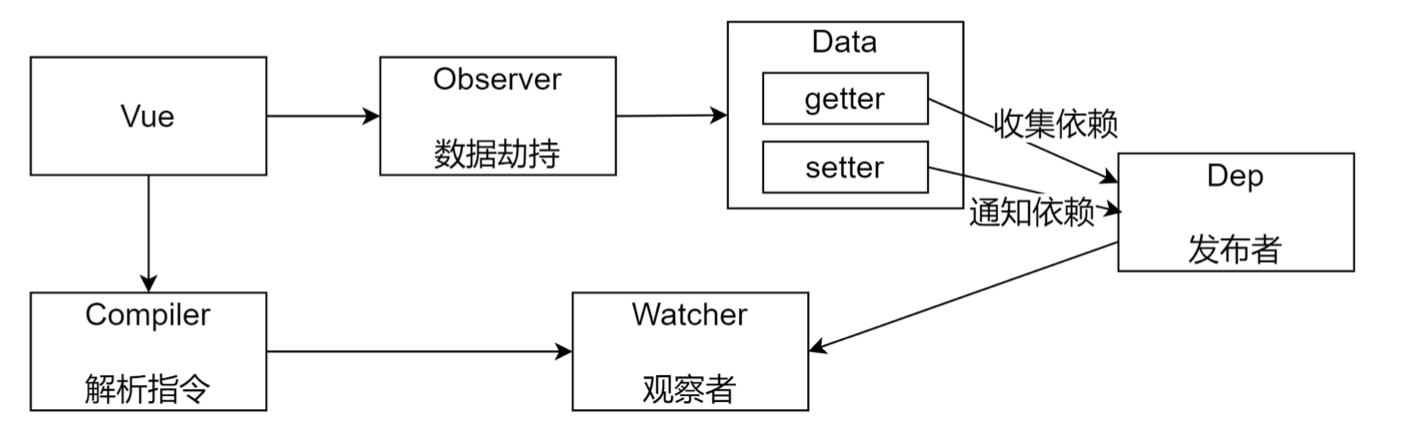 Vue
Observer
数据劫持
Data
getter
setter
收集依赖
通知依赖
Dep
发布者
Compiler
解析指令
Watcher
观察者